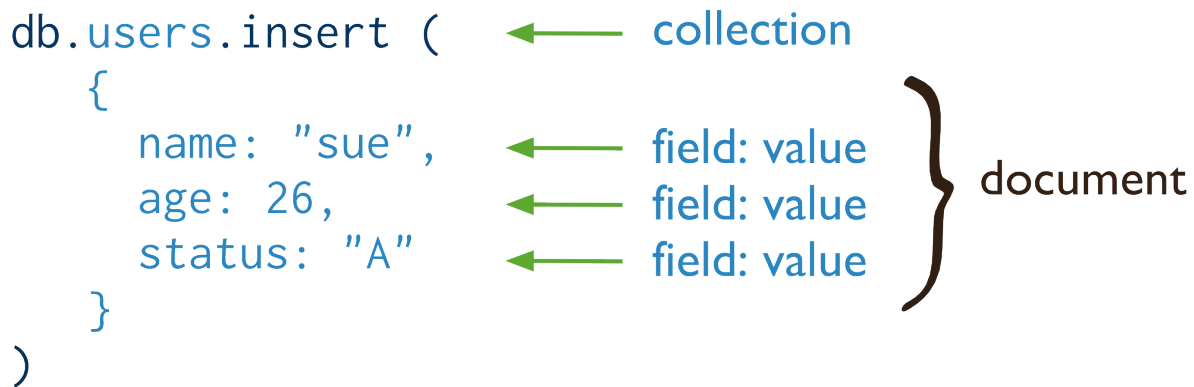 db.users.insert ( collection
{
name: "sue", field: value
age: 26, field: value
status: "A" field: value
}
)
document